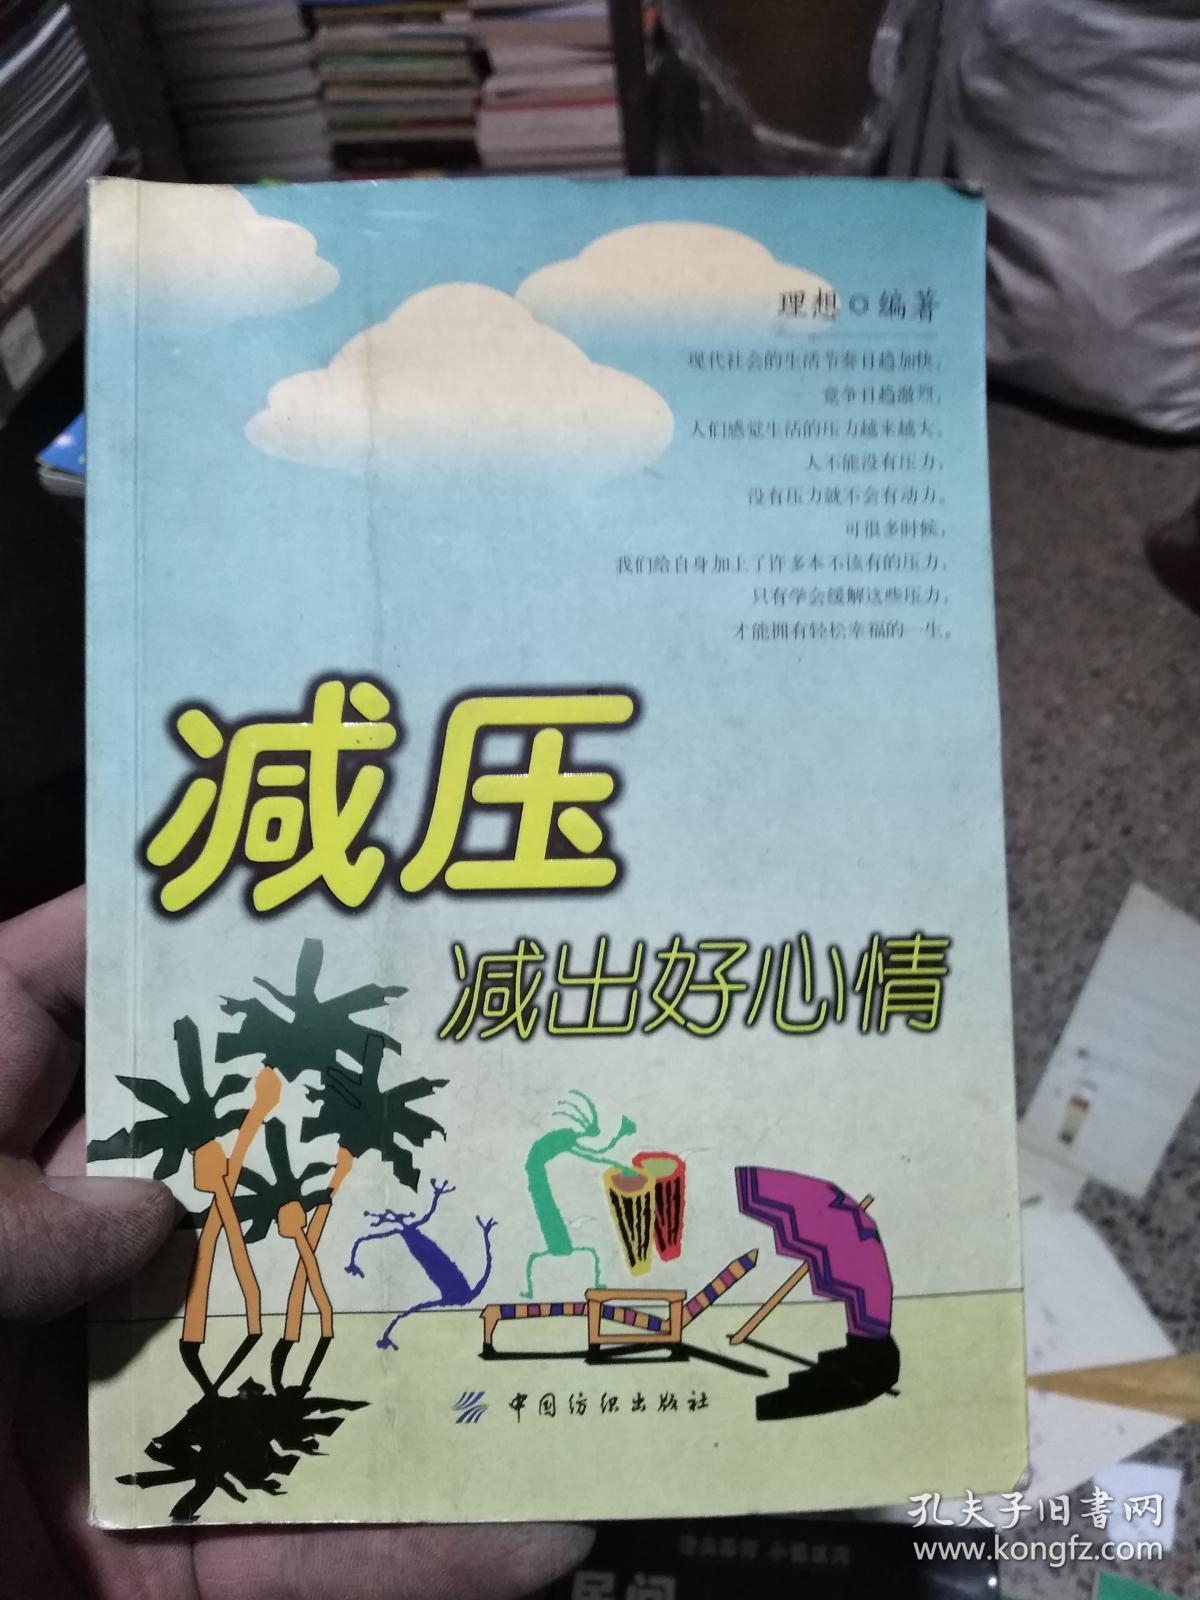 理想 ○ 编著
现代社会的生活节奏日趋加快，
竞争日趋激烈，
人们感觉生活的压力越来越大。
人不能没有压力，
没有压力就不会有动力。
可很多时候，
我们给自身加上了许多本不该有的压力，
只有学会缓解这些压力，
才能拥有轻松幸福的一生。
减压
减出好心情
中国纺织出版社
孔夫子旧书网
www.kongfz.com
民间